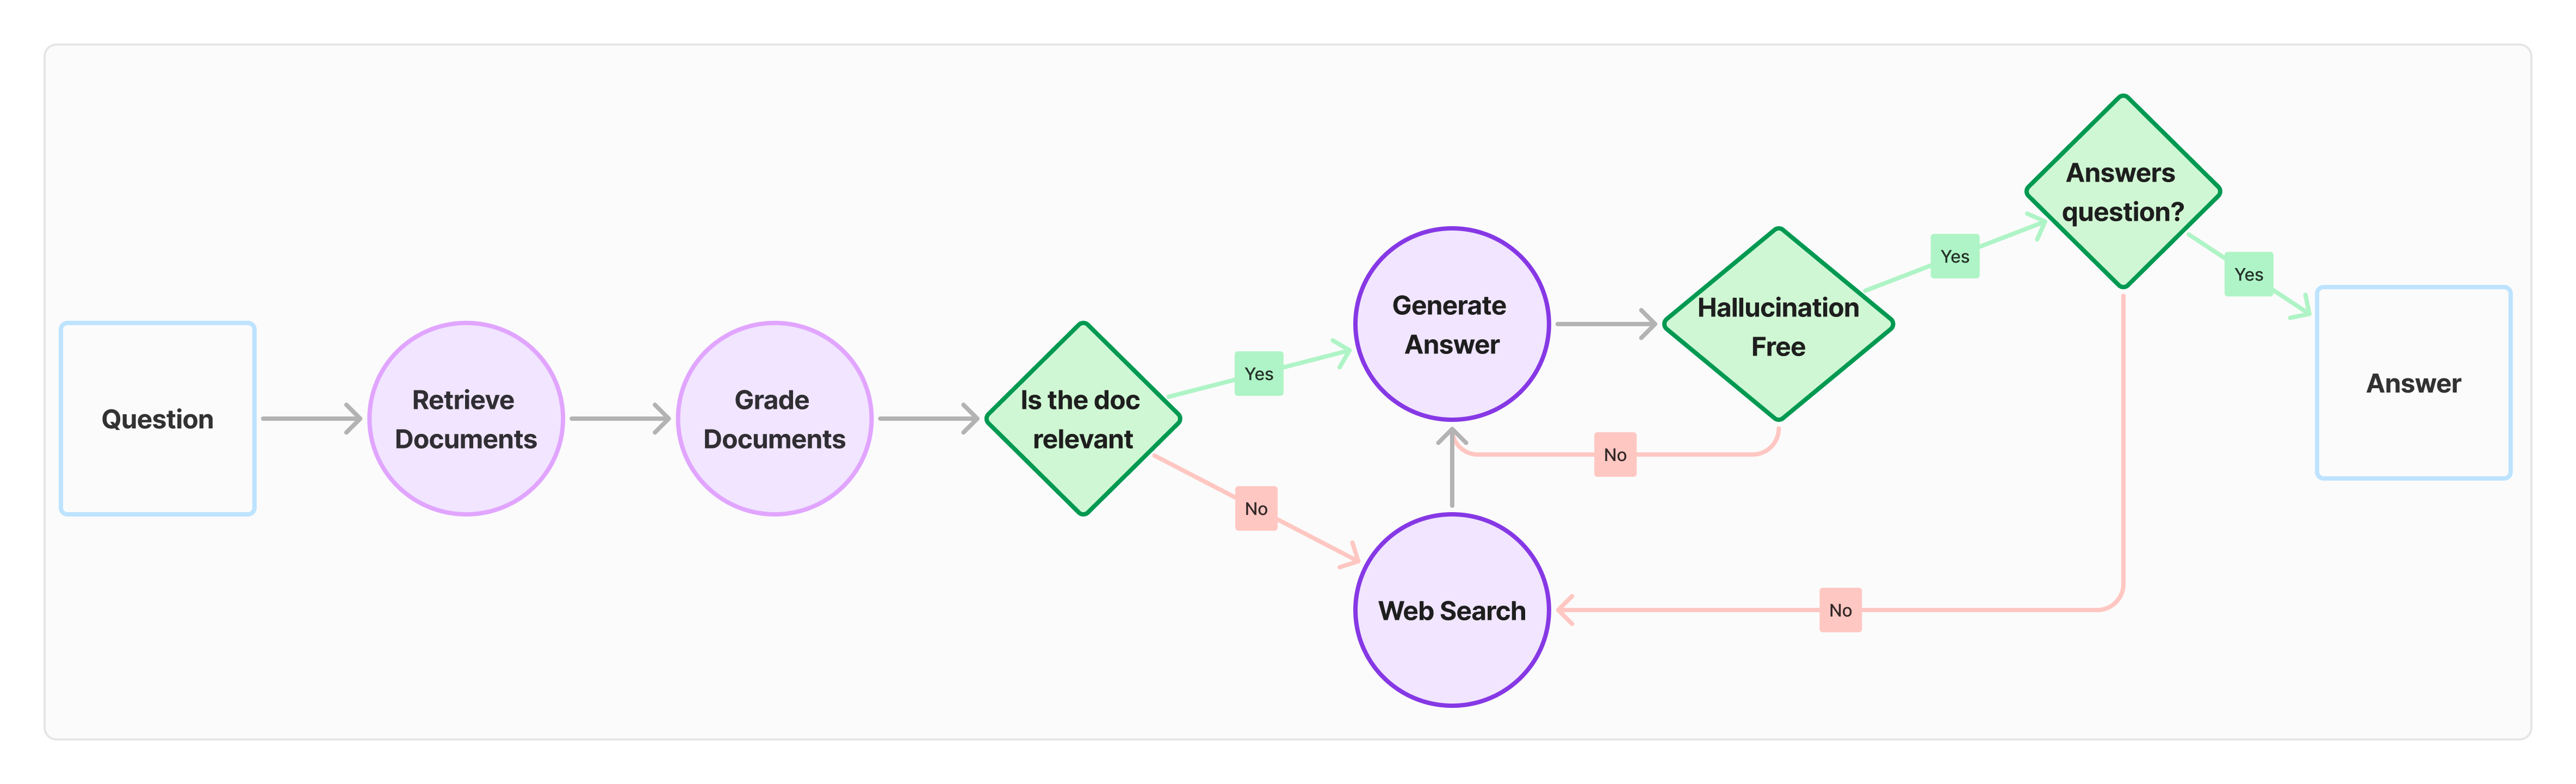 Question
Retrieve
Documents
Grade
Documents
Is the doc
relevant
Yes
No
Generate
Answer
Web Search
Hallucination
Free
No
Yes
Answers
question?
No
Yes
Answer